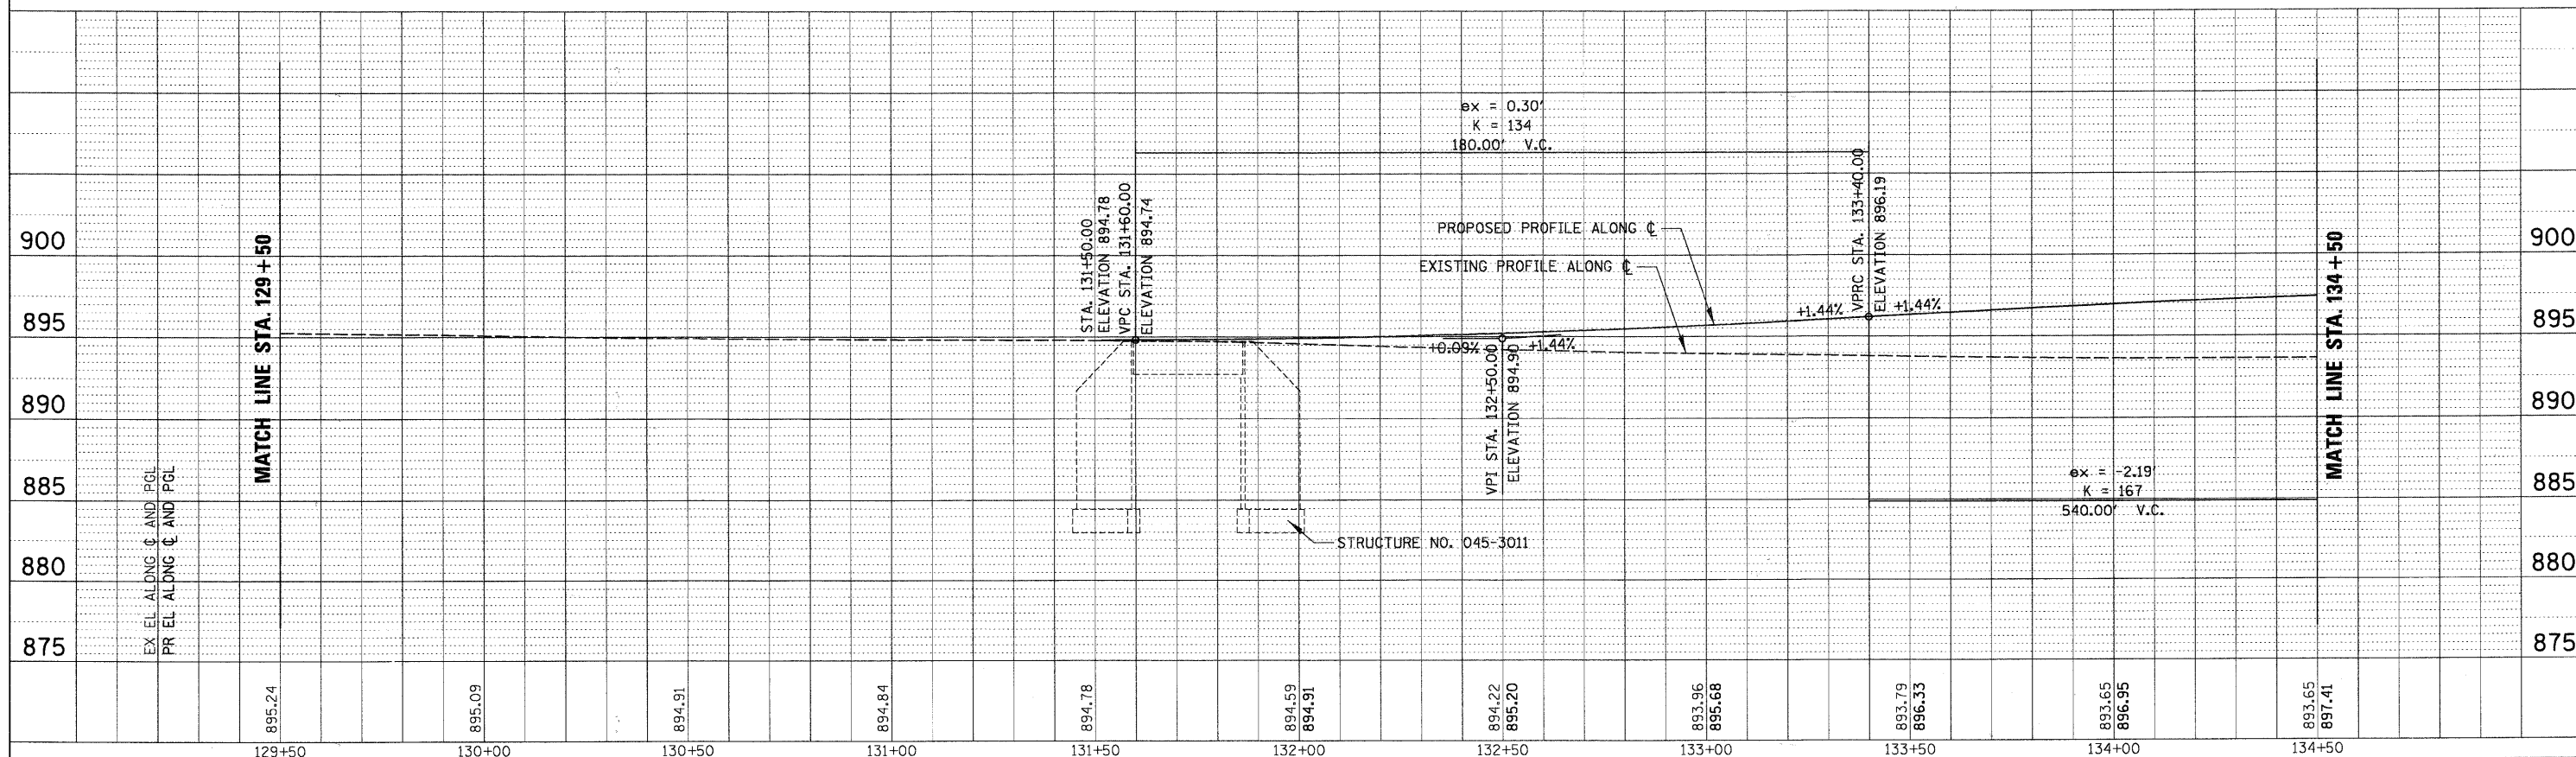 ex = 0.30'
K = 134
180.00' V.C.
STA. 131+50.00
ELEVATION 894.78
VPC STA. 131+60.00
ELEVATION 894.74
VPRC STA. 133+40.00
ELEVATION 896.19
PROPOSED PROFILE ALONG ℄
EXISTING PROFILE ALONG ℄
900
900
MATCH LINE STA. 129+50
MATCH LINE STA. 134+50
+1.44%
+1.44%
895
895
+0.09%
+1.44%
VPI STA. 132+50.00
ELEVATION 894.90
890
890
885
885
ex = -2.19'
K = 167
540.00' V.C.
STRUCTURE NO. 045-3011
880
880
EX EL ALONG ℄ AND PGL
PR EL ALONG ℄ AND PGL
875
875
895.24
895.09
894.91
894.84
894.78
894.59
894.91
894.22
895.20
893.96
895.68
893.79
896.33
893.65
896.95
893.65
897.41
129+50
130+00
130+50
131+00
131+50
132+00
132+50
133+00
133+50
134+00
134+50